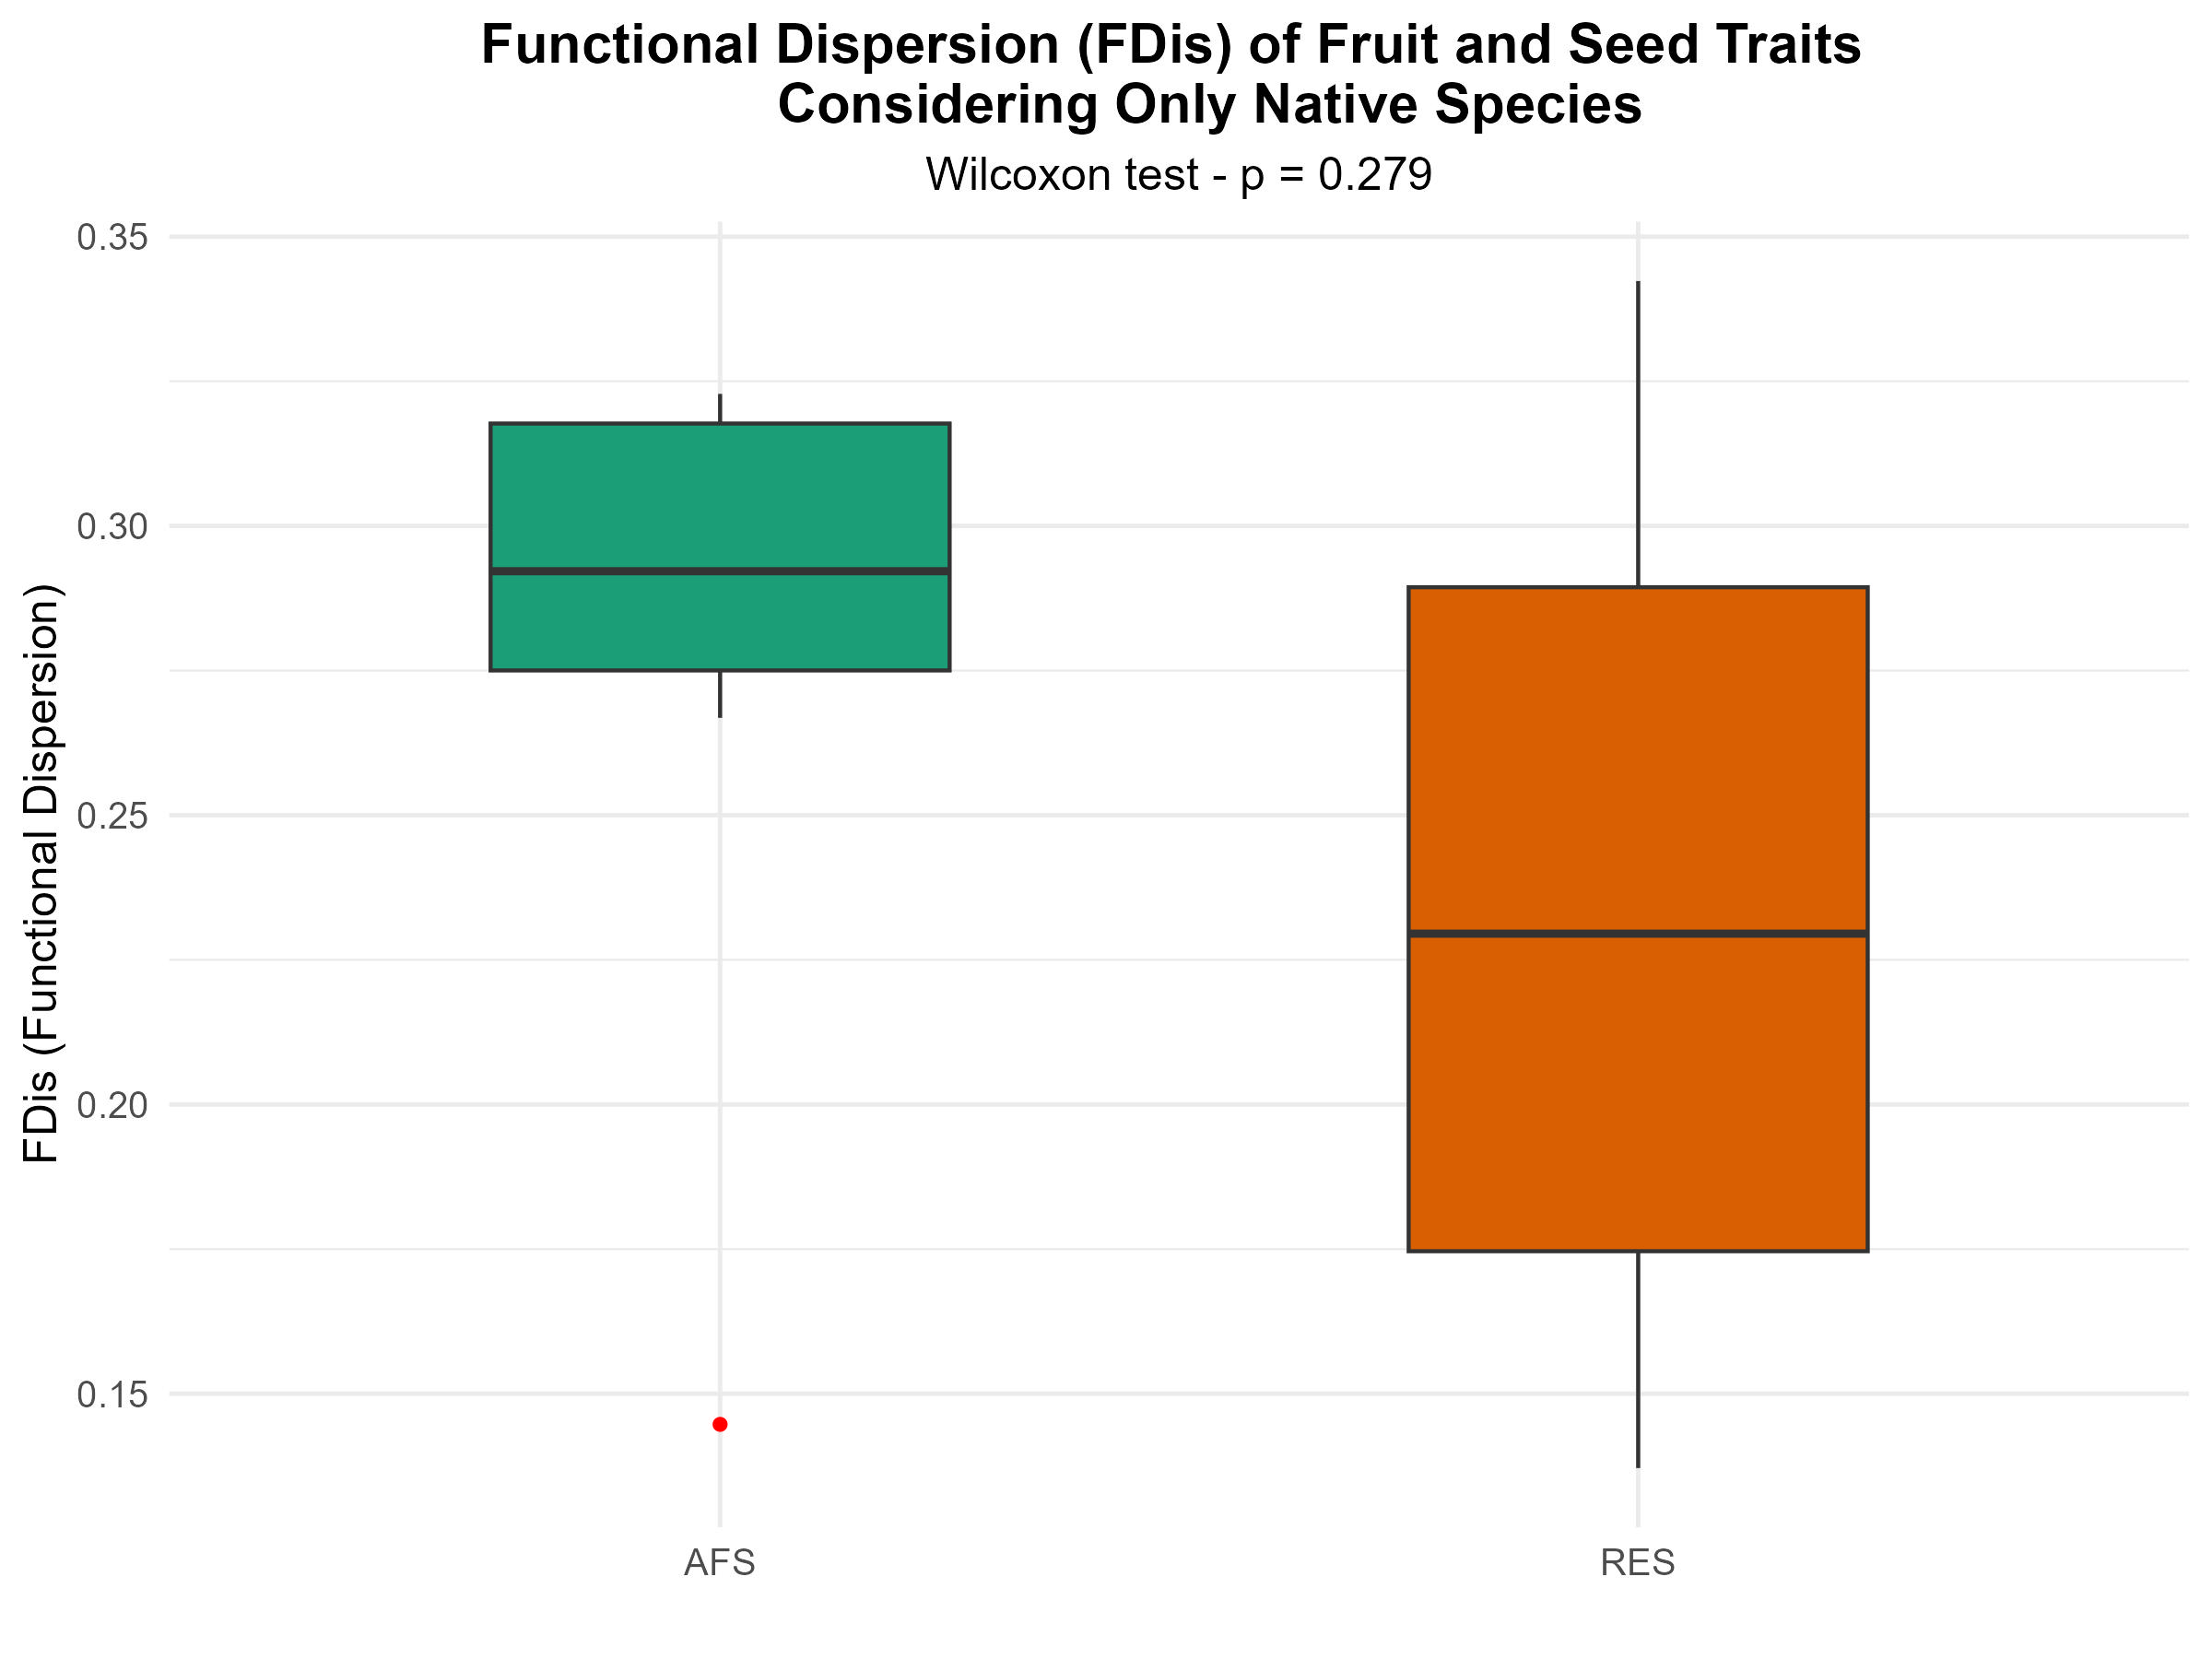 Functional Dispersion (FDis) of Fruit and Seed Traits
Considering Only Native Species
Wilcoxon test - p = 0.279
0.35
0.30
0.25
0.20
0.15
FDis (Functional Dispersion)
AFS
RES